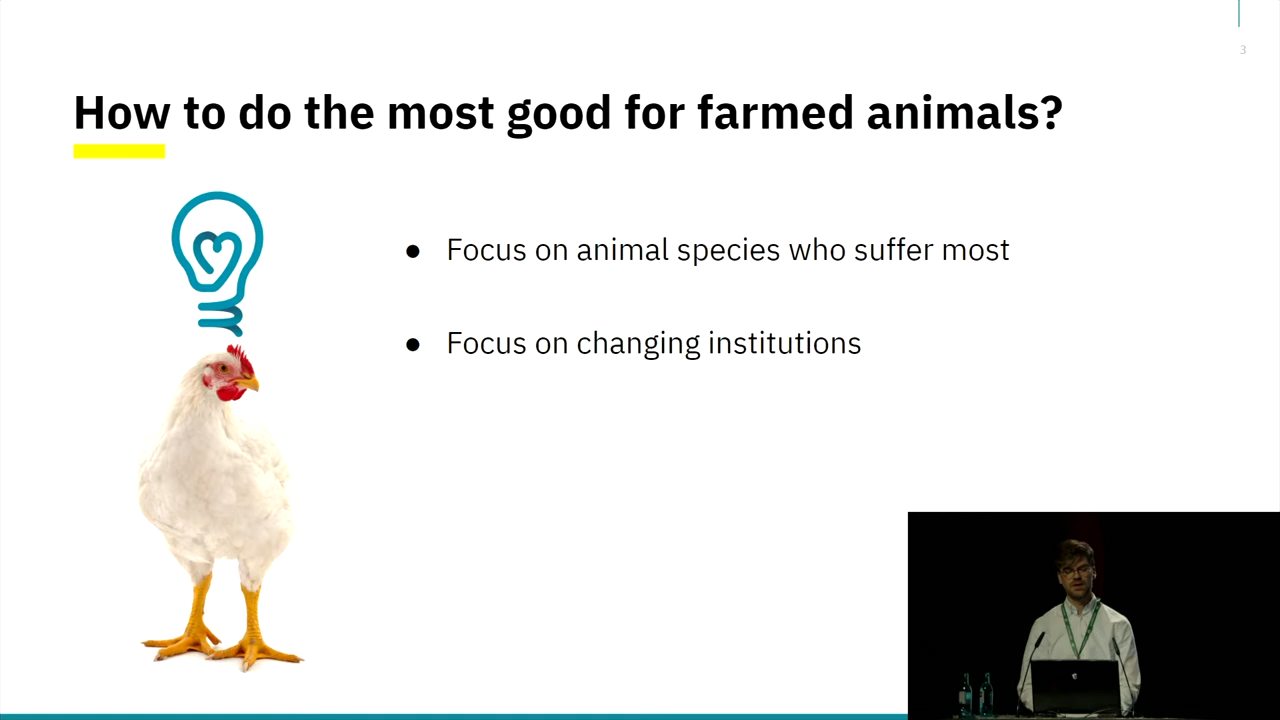 3
How to do the most good for farmed animals?
● Focus on animal species who suffer most
● Focus on changing institutions